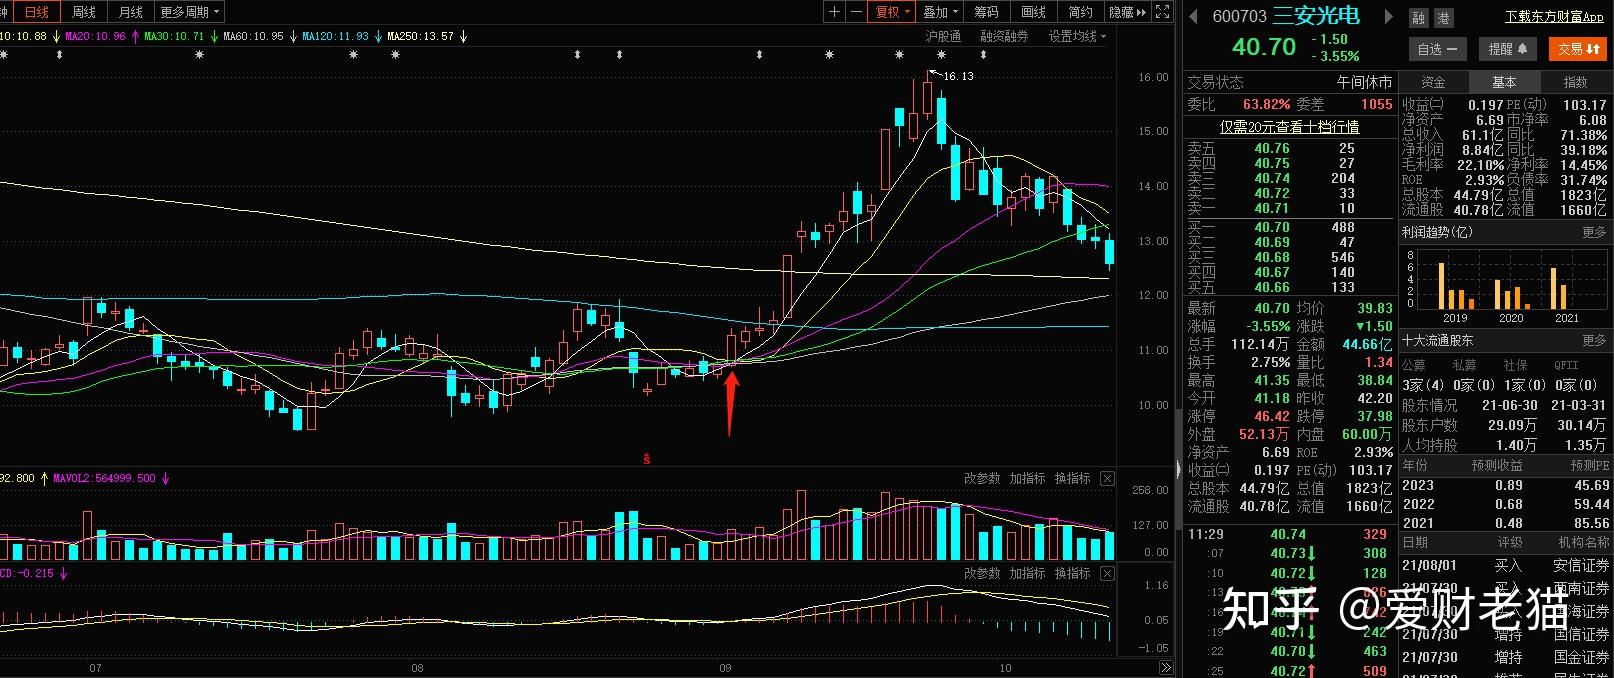 钟 日线 周线 月线 更多周期
复权 叠加 筹码 画线 简约 隐藏
10:10.88 MA20:10.96 MA30:10.71 MA60:10.95 MA120:11.93 MA250:13.57
沪股通 融资融券 设置均线
16.13
16.00
15.00
14.00
13.00
12.00
11.00
10.00
ŝ
92.800 MAVOL2:564999.500
改参数 加指标 换指标
258.00
127.00
0.00
CD:-0.215
改参数 加指标 换指标
1.16
0.05
-1.05
07 08 09 10
600703 三安光电 融 港 下载东方财富App
40.70 -1.50 -3.55%
自选 提醒 交易
交易状态 午间休市
委比 63.82% 委差 1055
仅需20元查看十档行情
卖五 40.76 25
卖四 40.75 27
卖三 40.74 204
卖二 40.72 33
卖一 40.71 10
买一 40.70 488
买二 40.69 47
买三 40.68 546
买四 40.67 140
买五 40.66 133
最新 40.70 均价 39.83
涨幅 -3.55% 涨跌 ▼1.50
总手 112.14万 金额 44.66亿
换手 2.75% 量比 1.34
最高 41.35 最低 38.84
今开 41.18 昨收 42.20
涨停 46.42 跌停 37.98
外盘 52.13万 内盘 60.00万
净资产 6.69 ROE 2.93%
收益㈡ 0.197 PE(动) 103.17
总股本 44.79亿 总值 1823亿
流通股 40.78亿 流值 1660亿
11:29 40.74 329
:07 40.73 308
:10 40.72 128
:13
:16
:19 40.71 242
:22 40.70 463
:25 40.72 509
资金 基本 指数
收益㈡ 0.197 PE(动) 103.17
净资产 6.69 市净率 6.08
总收入 61.1亿 同比 71.38%
净利润 8.84亿 同比 39.18%
毛利率 22.10% 净利率 14.45%
ROE 2.93% 负债率 31.74%
总股本 44.79亿 总值 1823亿
流通股 40.78亿 流值 1660亿
利润趋势(亿) 更多
8
6
4
2
0
2019 2020 2021
十大流通股东 更多
公募 私募 社保 QFII
3家(4) 0家(0) 1家(0) 0家(0)
股东情况 21-06-30 21-03-31
股东户数 29.09万 30.14万
人均持股 1.40万 1.35万
年份 预测收益 预测PE
2023 0.89 45.69
2022 0.68 59.44
2021 0.48 85.56
日期 评级 机构名称
21/08/01 买入 安信证券
21/07/30 买入 西南证券
21/07/30 海证券
21/07/30 增持 国信证券
21/07/30 增持 国金证券
知乎 @爱财老猫